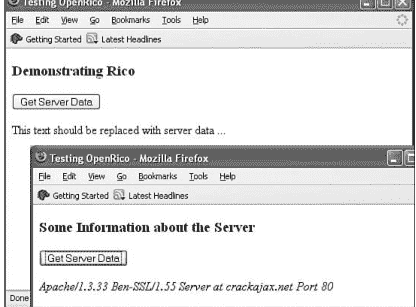 Testing OpenRico - Mozilla Firefox
File Edit View Go Bookmarks Tools Help
Getting Started Latest Headlines
Demonstrating Rico
Get Server Data
This text should be replaced with server data ...
Testing OpenRico - Mozilla Firefox
File Edit View Go Bookmarks Tools Help
Getting Started Latest Headlines
Some Information about the Server
Get Server Data
Apache/1.3.33 Ben-SSL/1.55 Server at crackajax.net Port 80
Done